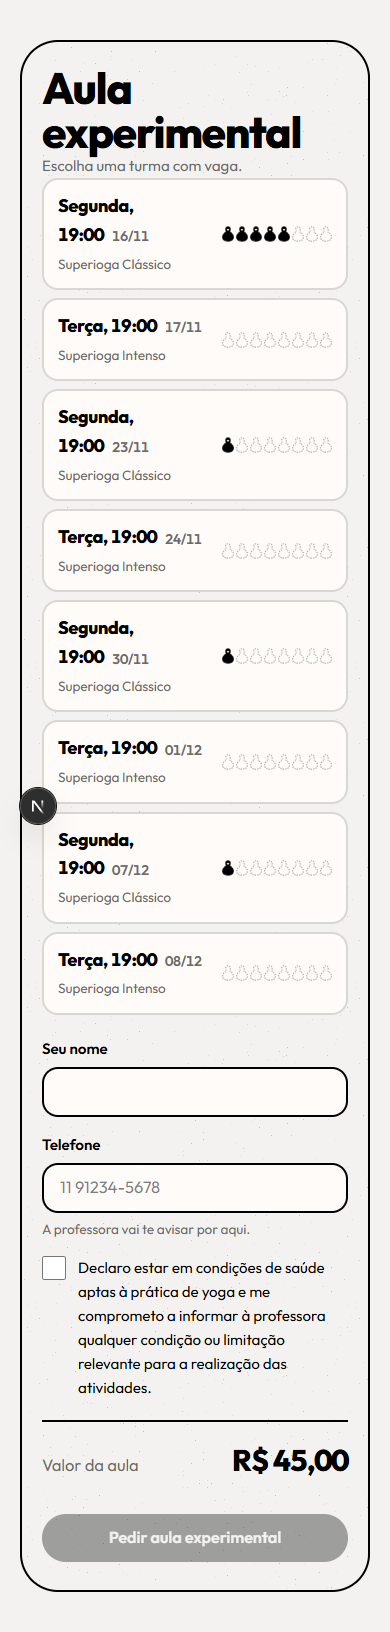 Aula
experimental
Escolha uma turma com vaga.
Segunda,
19:00 16/11
Superioga Clássico
Terça, 19:00 17/11
Superioga Intenso
Segunda,
19:00 23/11
Superioga Clássico
Terça, 19:00 24/11
Superioga Intenso
Segunda,
19:00 30/11
Superioga Clássico
Terça, 19:00 01/12
Superioga Intenso
N
Segunda,
19:00 07/12
Superioga Clássico
Terça, 19:00 08/12
Superioga Intenso
Seu nome
Telefone
11 91234-5678
A professora vai te avisar por aqui.
Declaro estar em condições de saúde
aptas à prática de yoga e me
comprometo a informar à professora
qualquer condição ou limitação
relevante para a realização das
atividades.
Valor da aula R$ 45,00
Pedir aula experimental